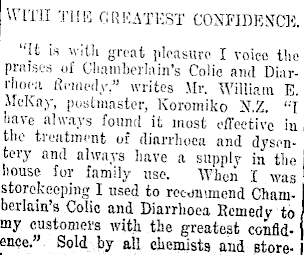 WITH THE GREATEST CONFIDENCE.
"It is with great pleasure I voice the
praises of Chamberlain's Colic and Diar-
rhoea Remedy." writes Mr. William E.
McKay, postmaster, Koromiko N.Z. "I
have always found it most effective in
the treatment of diarrhoea and dysen-
tery and always have a supply in the
house for family use. When I was
storekeeping I used to recommend Cham-
berlain's Colic and Diarrhoea Remedy to
my customers with the greatest confid-
ence." Sold by all chemists and store-